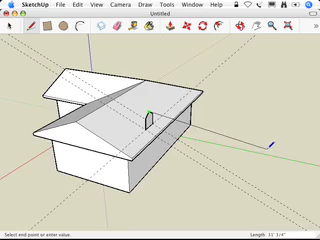 SketchUp File Edit View Camera Draw Tools Window Help
Untitled
Select end point or enter value. Length 11' 1/4"